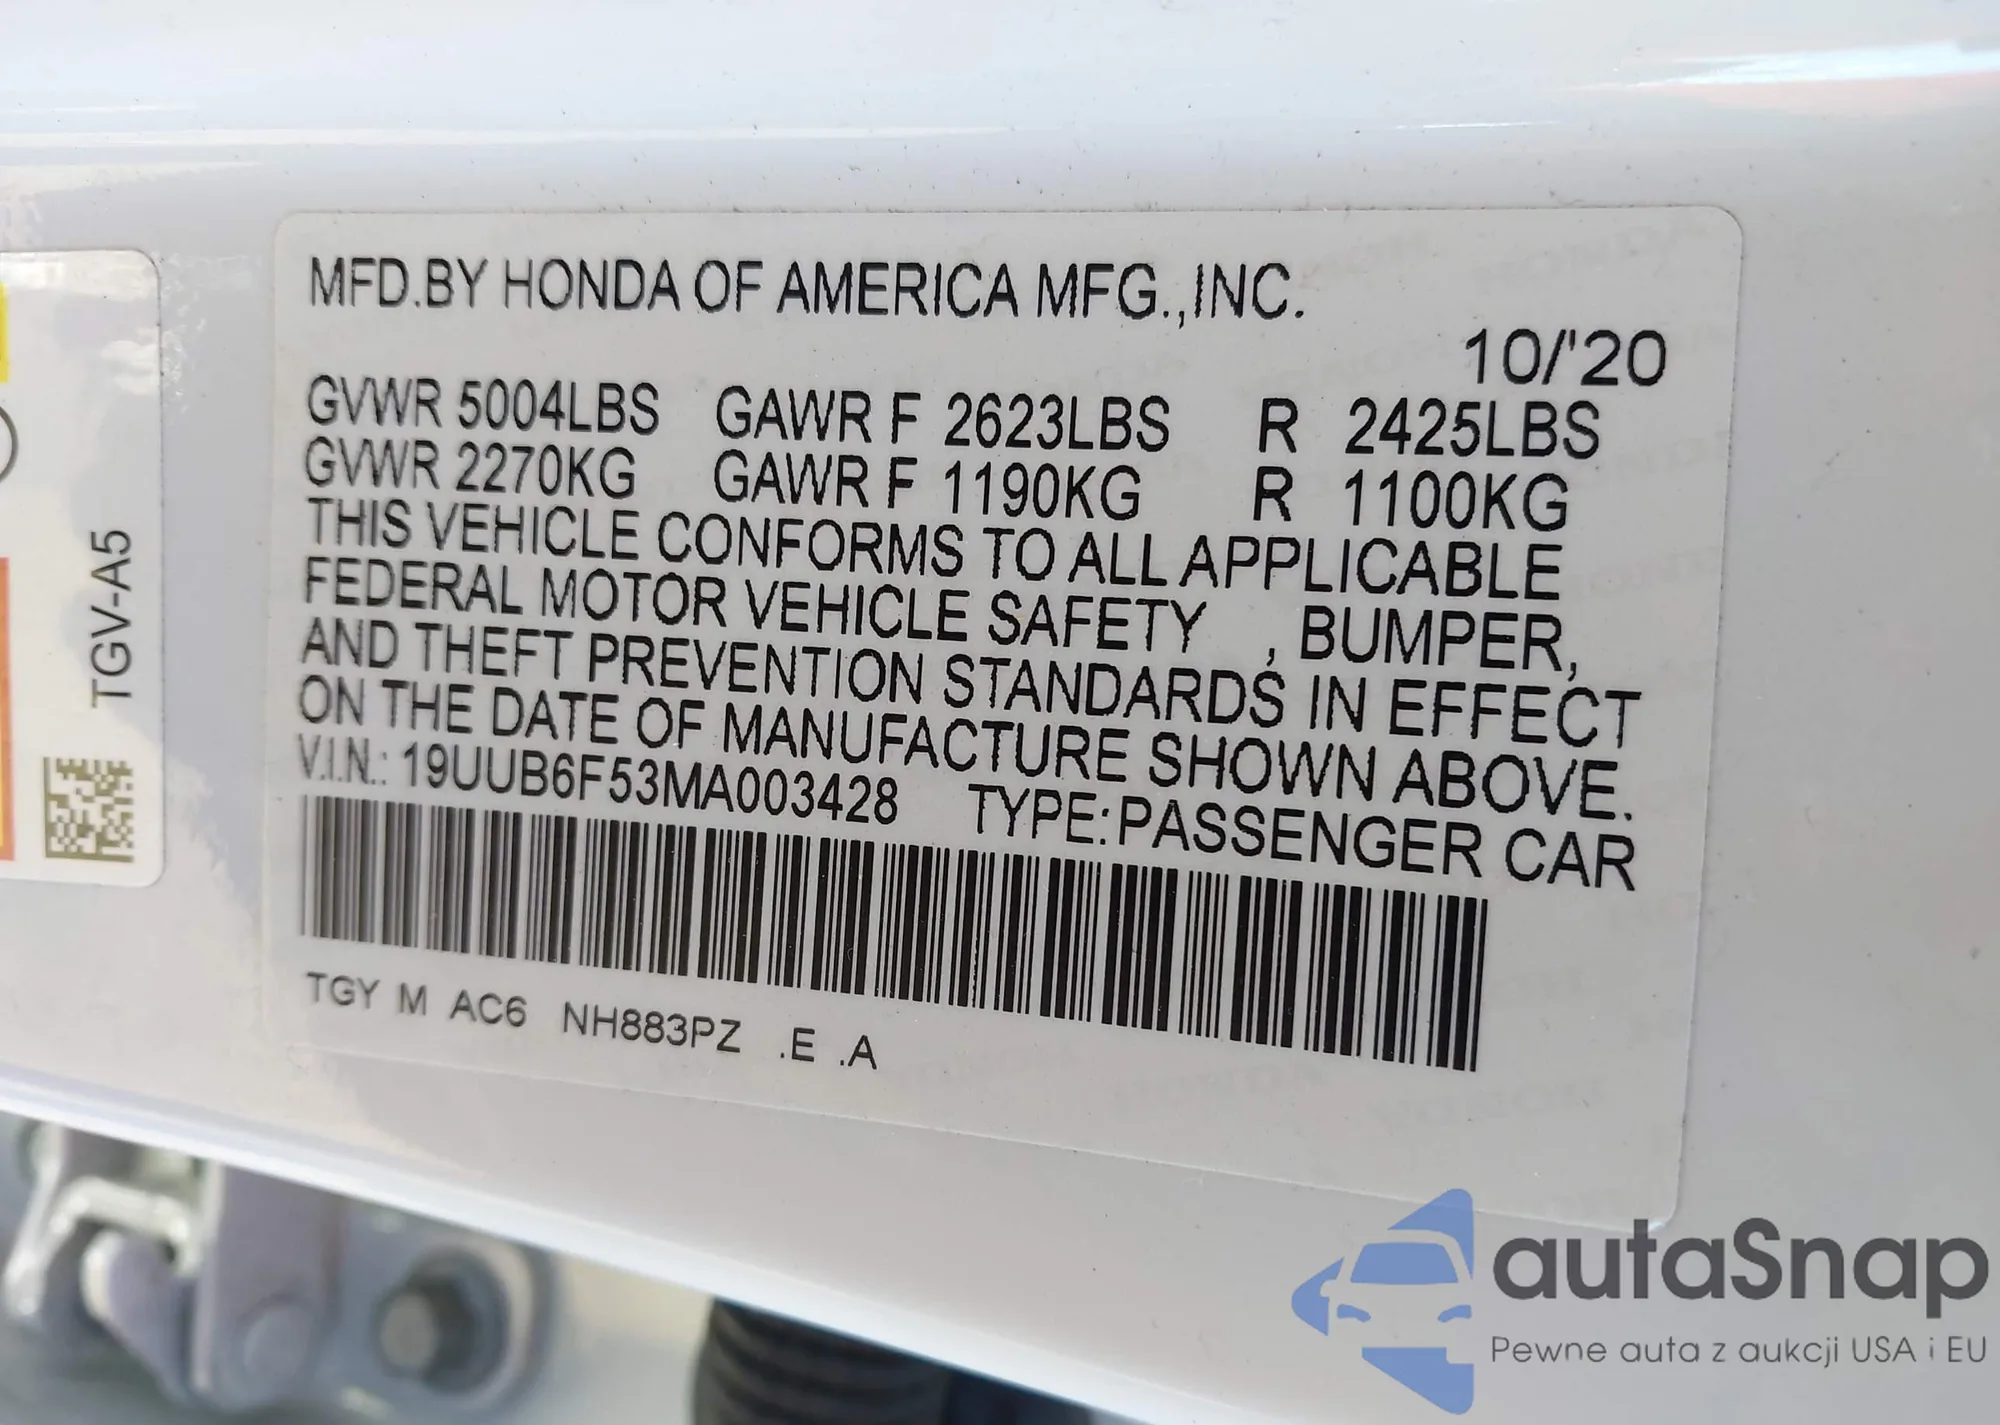 MFD.BY HONDA OF AMERICA MFG.,INC.
10/'20
GVWR 5004LBS GAWR F 2623LBS R 2425LBS
GVWR 2270KG GAWR F 1190KG R 1100KG
THIS VEHICLE CONFORMS TO ALL APPLICABLE
FEDERAL MOTOR VEHICLE SAFETY , BUMPER,
AND THEFT PREVENTION STANDARDS IN EFFECT
ON THE DATE OF MANUFACTURE SHOWN ABOVE.
V.I.N.: 19UUB6F53MA003428 TYPE:PASSENGER CAR
TGY M AC6 NH883PZ .E .A
TGV-A5
autaSnap
Pewne auta z aukcji USA i EU